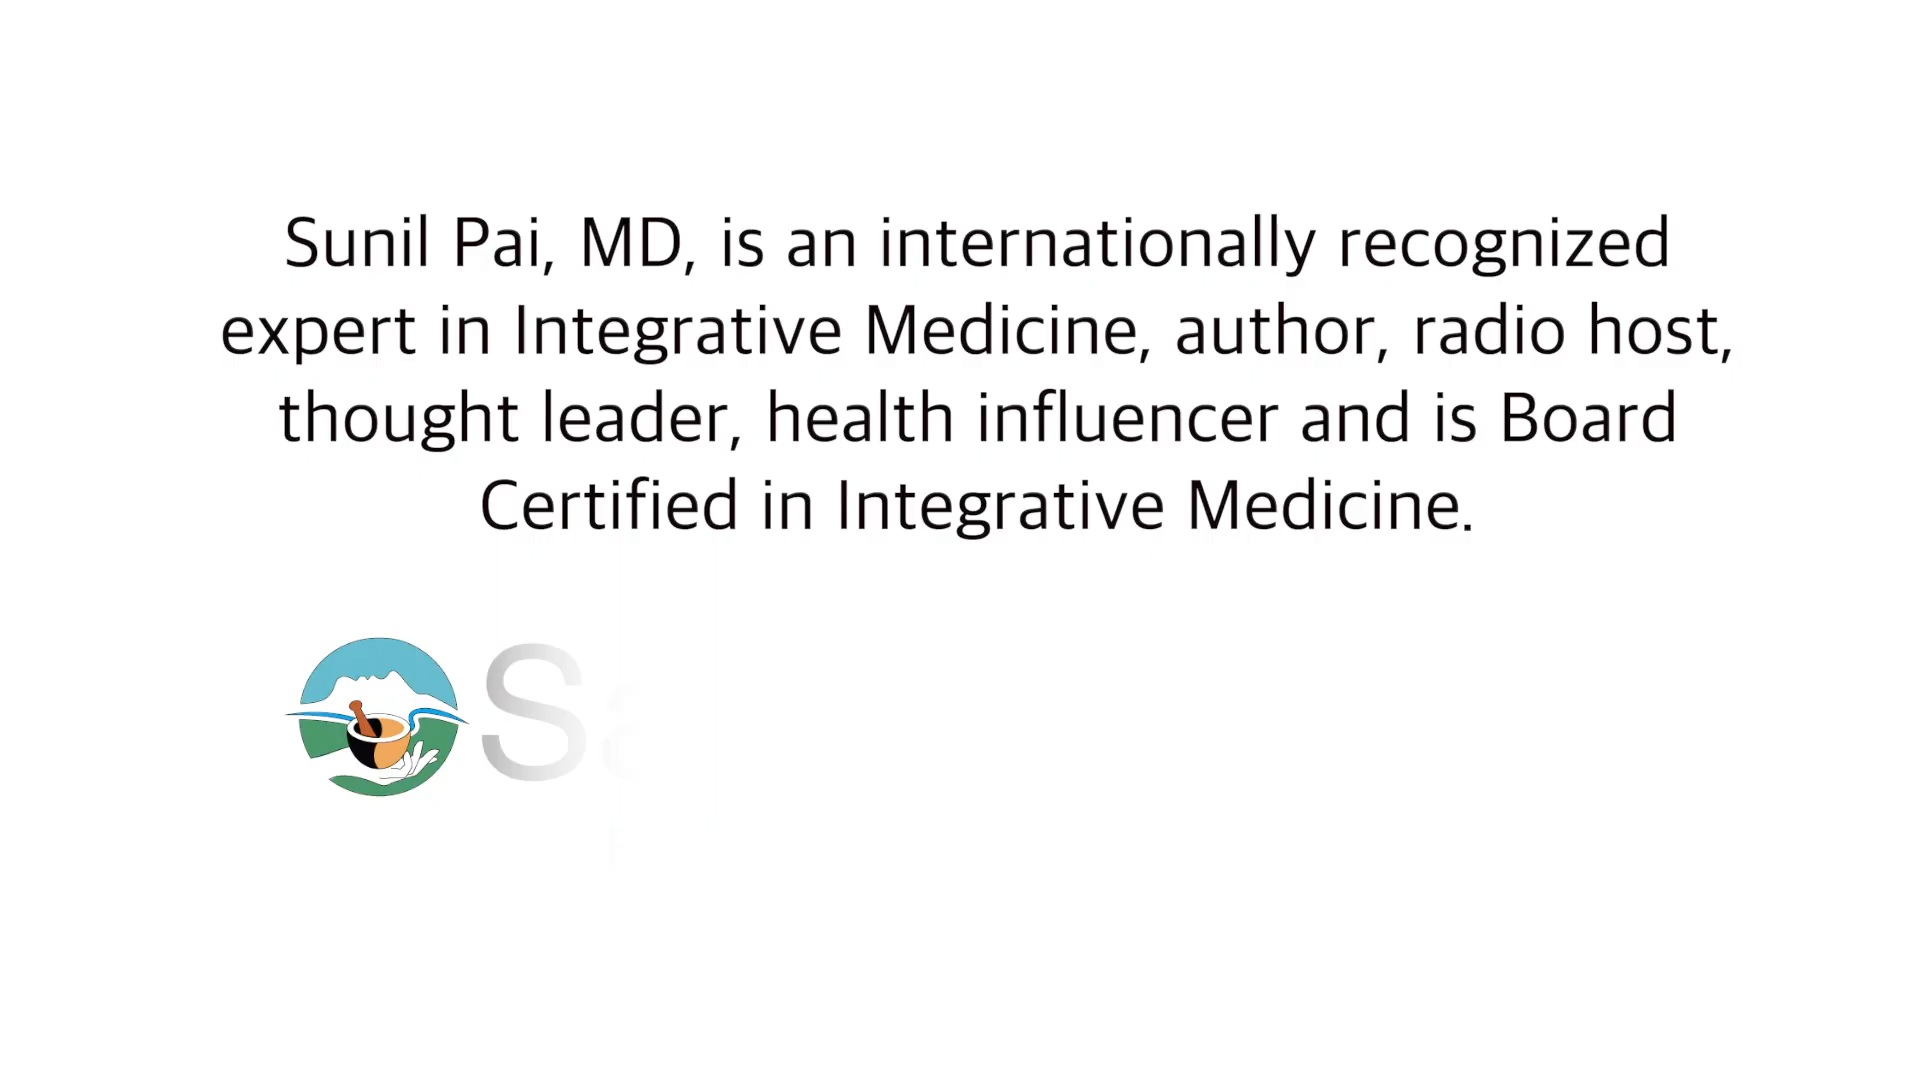 Sunil Pai, MD, is an internationally recognized
expert in Integrative Medicine, author, radio host,
thought leader, health influencer and is Board
Certified in Integrative Medicine.